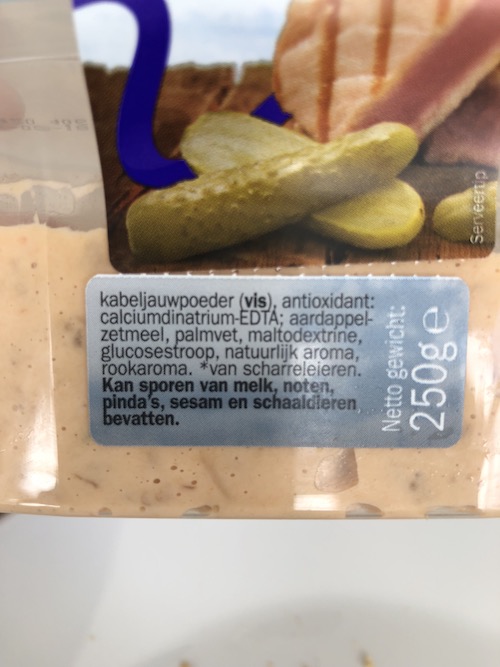 Serveertip
kabeljauwpoeder (vis), antioxidant:
calciumdinatrium-EDTA; aardappel-
zetmeel, palmvet, maltodextrine,
glucosestroop, natuurlijk aroma,
rookaroma. *van scharreleieren.
Kan sporen van melk, noten,
pinda's, sesam en schaaldieren
bevatten.
Netto gewicht:
250g e